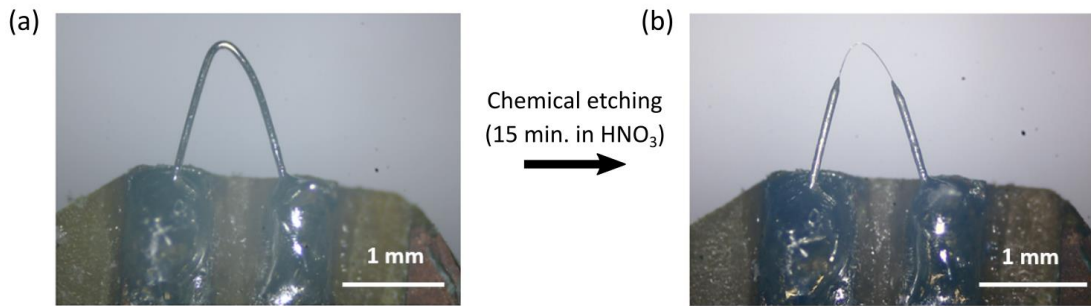 (a)
(b)
Chemical etching
(15 min. in HNO₃)
1 mm
1 mm